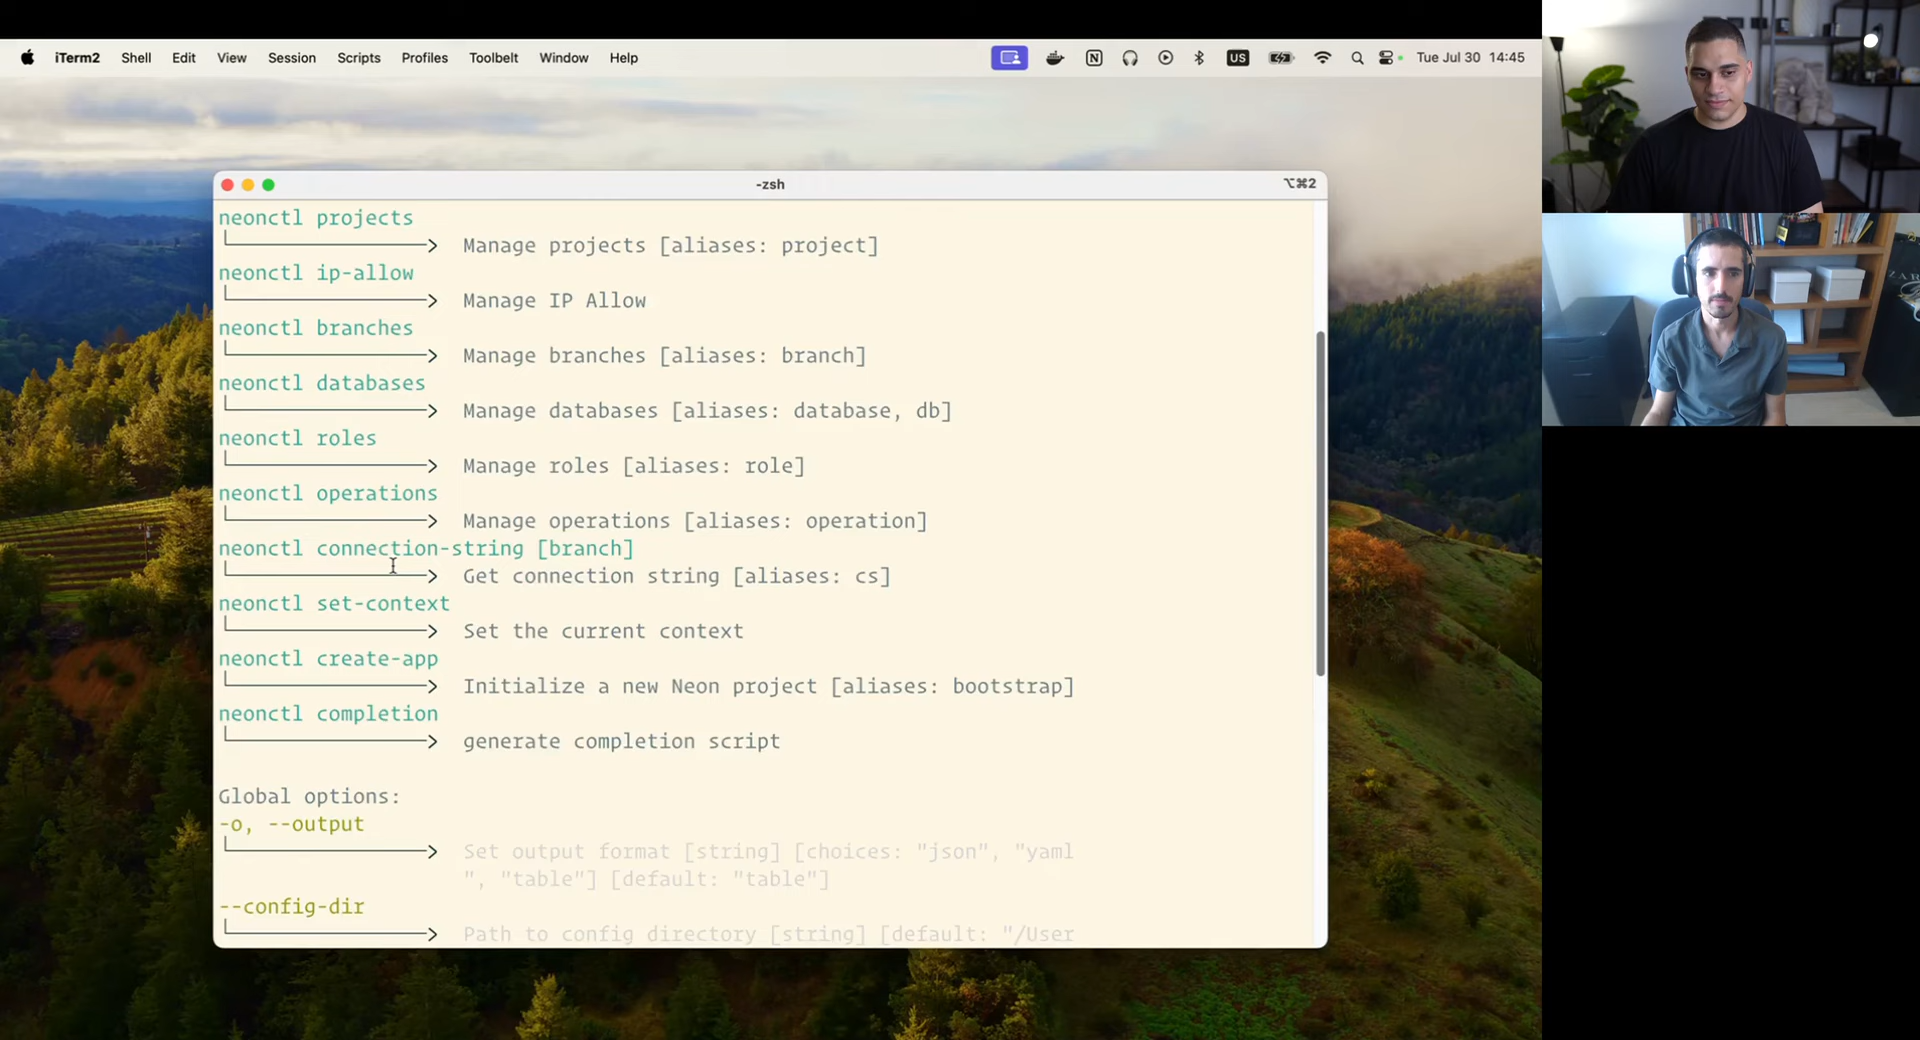 iTerm2 Shell Edit View Session Scripts Profiles Toolbelt Window Help US Tue Jul 30 14:45
-zsh ⌥⌘2
neonctl projects
Manage projects [aliases: project]
neonctl ip-allow
Manage IP Allow
neonctl branches
Manage branches [aliases: branch]
neonctl databases
Manage databases [aliases: database, db]
neonctl roles
Manage roles [aliases: role]
neonctl operations
Manage operations [aliases: operation]
neonctl connection-string [branch]
Get connection string [aliases: cs]
neonctl set-context
Set the current context
neonctl create-app
Initialize a new Neon project [aliases: bootstrap]
neonctl completion
generate completion script
Global options:
-o, --output
Set output format [string] [choices: "json", "yaml
", "table"] [default: "table"]
--config-dir
Path to config directory [string] [default: "/User